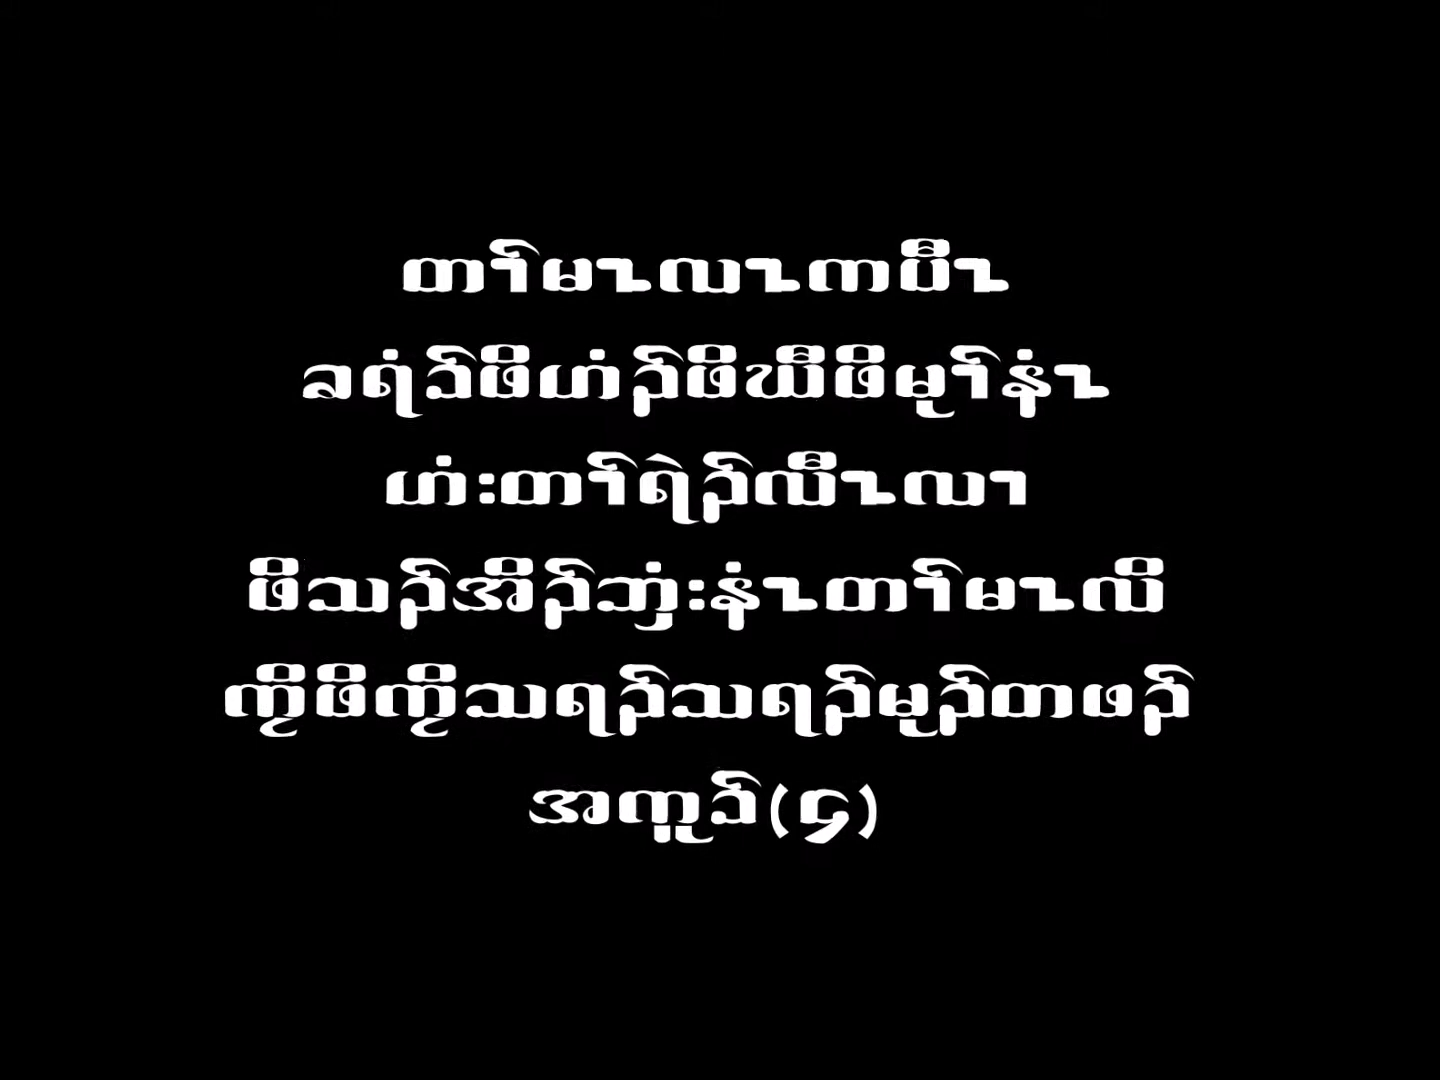 တၢ်မၤလၤကပီၤ
ခရံာ်ဖိဟံၣ်ဖိဃီဖိမုၢ်နံၤ
ဟံးတၢ်ရဲၣ်လီၤလၢ
ဖိသၣ်အိၣ်ဘှံးနံၤတၢ်မၤလိ
ကၠိဖိကၠိသရၣ်သရၣ်မုၣ်တဖၣ်
အကူာ်(၄)